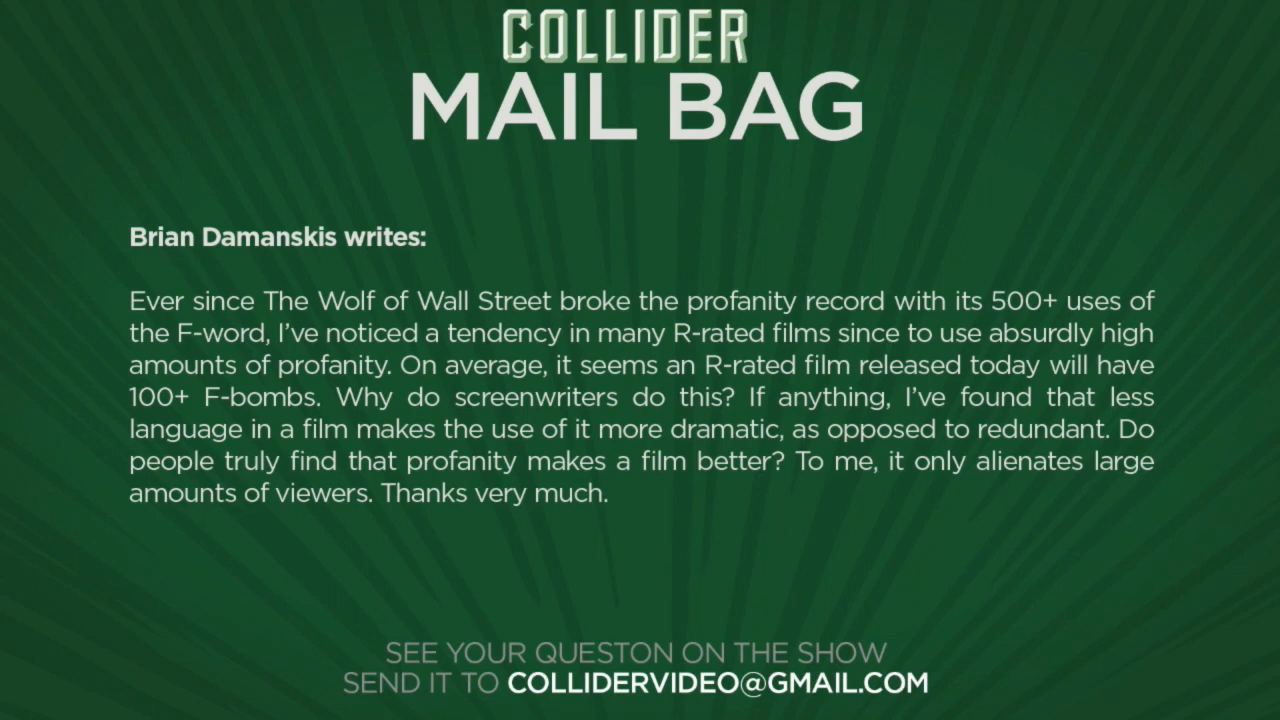 COLLIDER
MAIL BAG
Brian Damanskis writes:
Ever since The Wolf of Wall Street broke the profanity record with its 500+ uses of
the F-word, I've noticed a tendency in many R-rated films since to use absurdly high
amounts of profanity. On average, it seems an R-rated film released today will have
100+ F-bombs. Why do screenwriters do this? If anything, I've found that less
language in a film makes the use of it more dramatic, as opposed to redundant. Do
people truly find that profanity makes a film better? To me, it only alienates large
amounts of viewers. Thanks very much.
SEE YOUR QUESTON ON THE SHOW
SEND IT TO COLLIDERVIDEO@GMAIL.COM